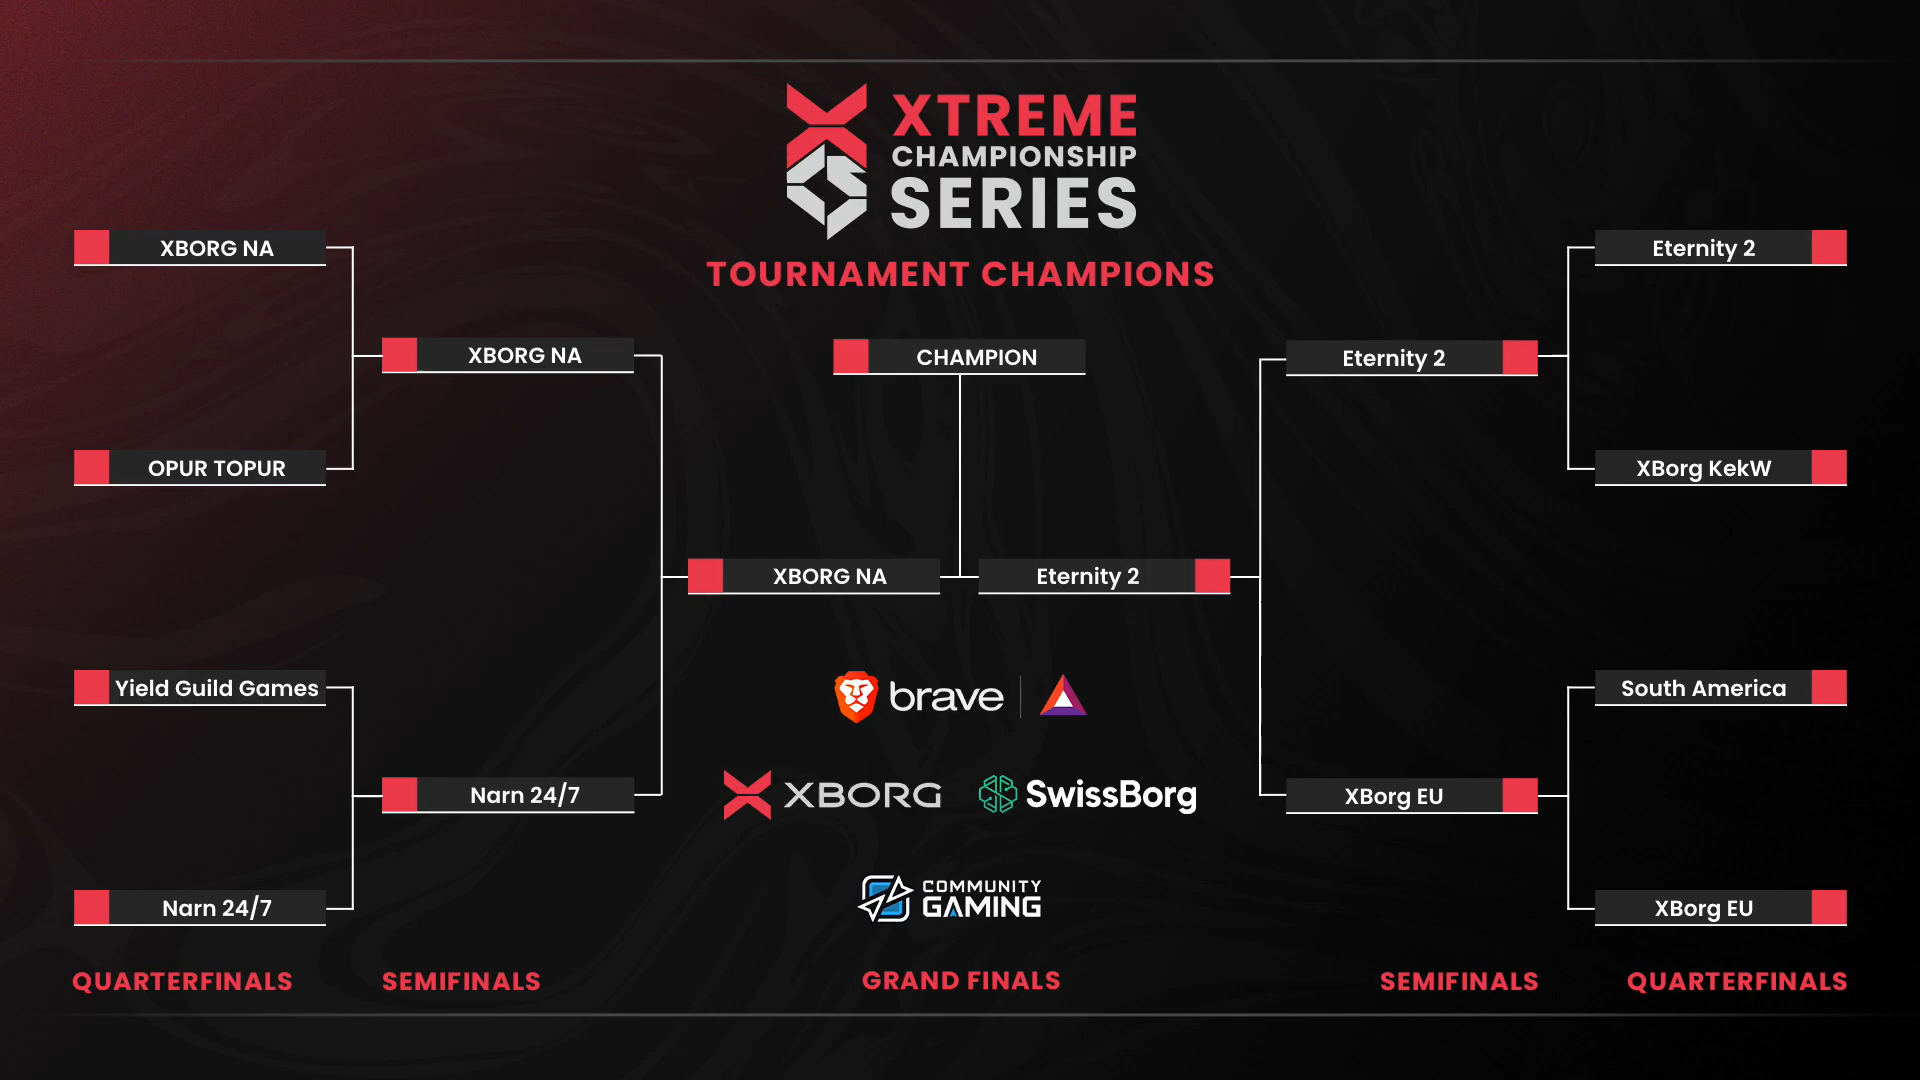 XTREME
CHAMPIONSHIP
SERIES
TOURNAMENT CHAMPIONS
XBORG NA
OPUR TOPUR
Yield Guild Games
Narn 24/7
XBORG NA
Narn 24/7
XBORG NA
CHAMPION
Eternity 2
Eternity 2
XBorg EU
Eternity 2
XBorg KekW
South America
XBorg EU
brave
XBORG
SwissBorg
COMMUNITY
GAMING
QUARTERFINALS
SEMIFINALS
GRAND FINALS
SEMIFINALS
QUARTERFINALS